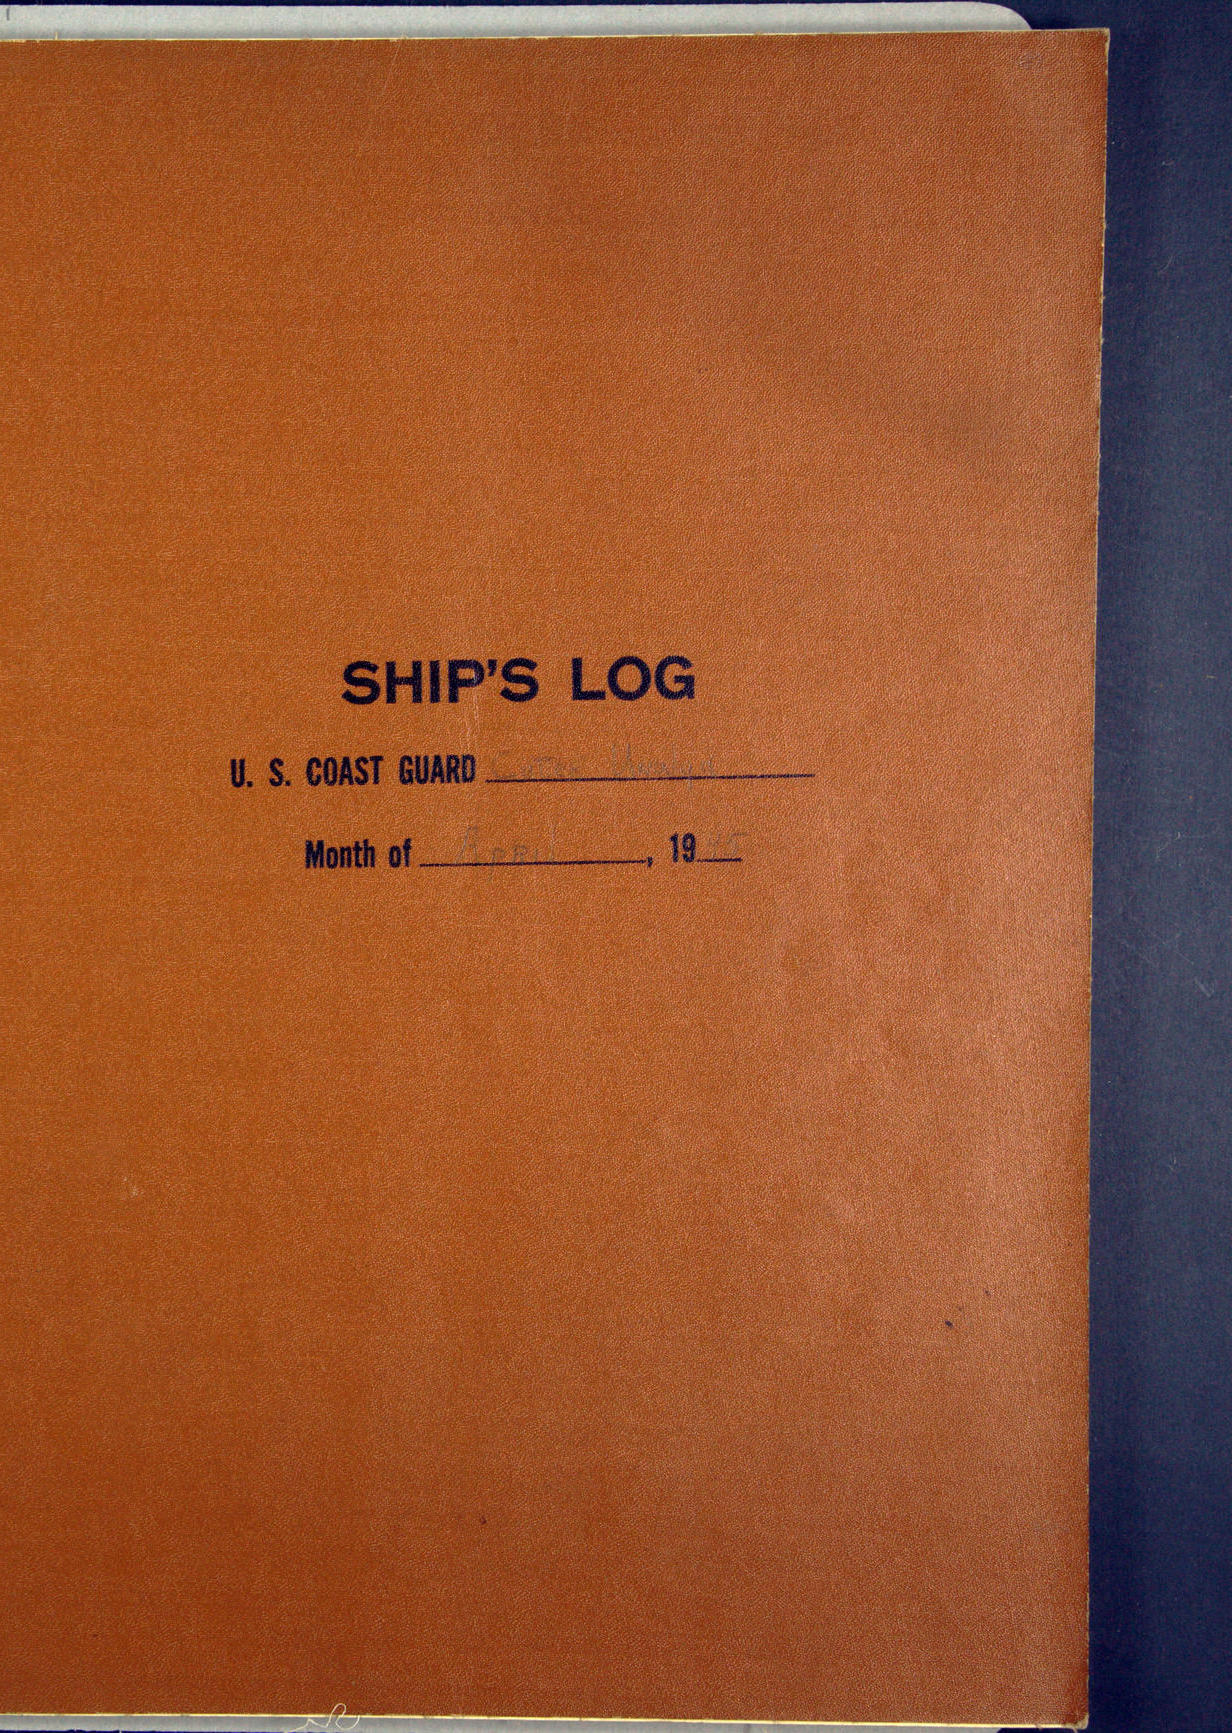 SHIP'S LOG
U. S. COAST GUARD
Month of April, 19